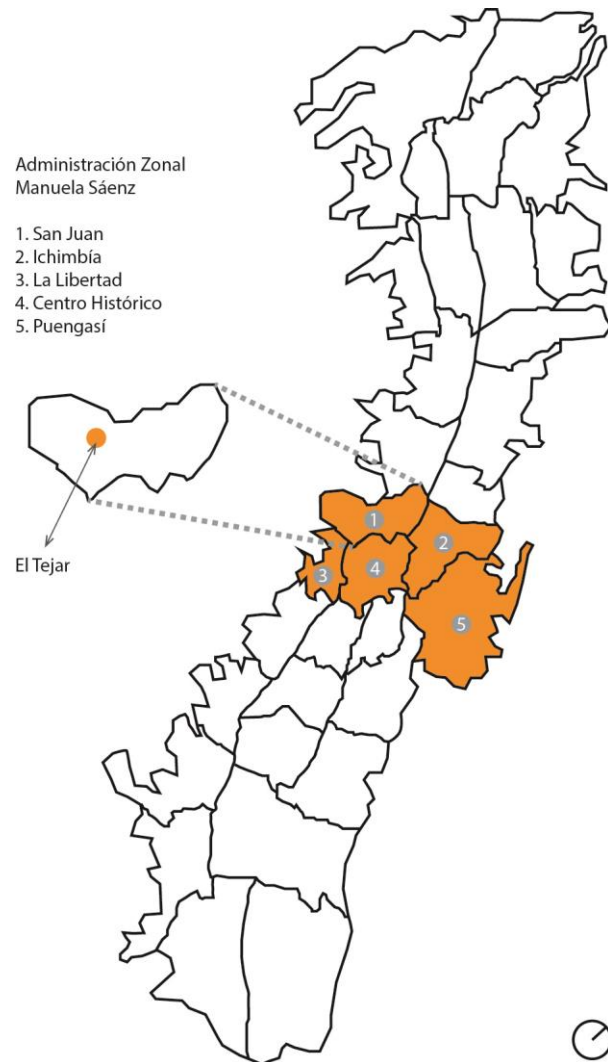 Administración Zonal
Manuela Sáenz
1. San Juan
2. Ichimbía
3. La Libertad
4. Centro Histórico
5. Puengasí
El Tejar
1
2
3
4
5